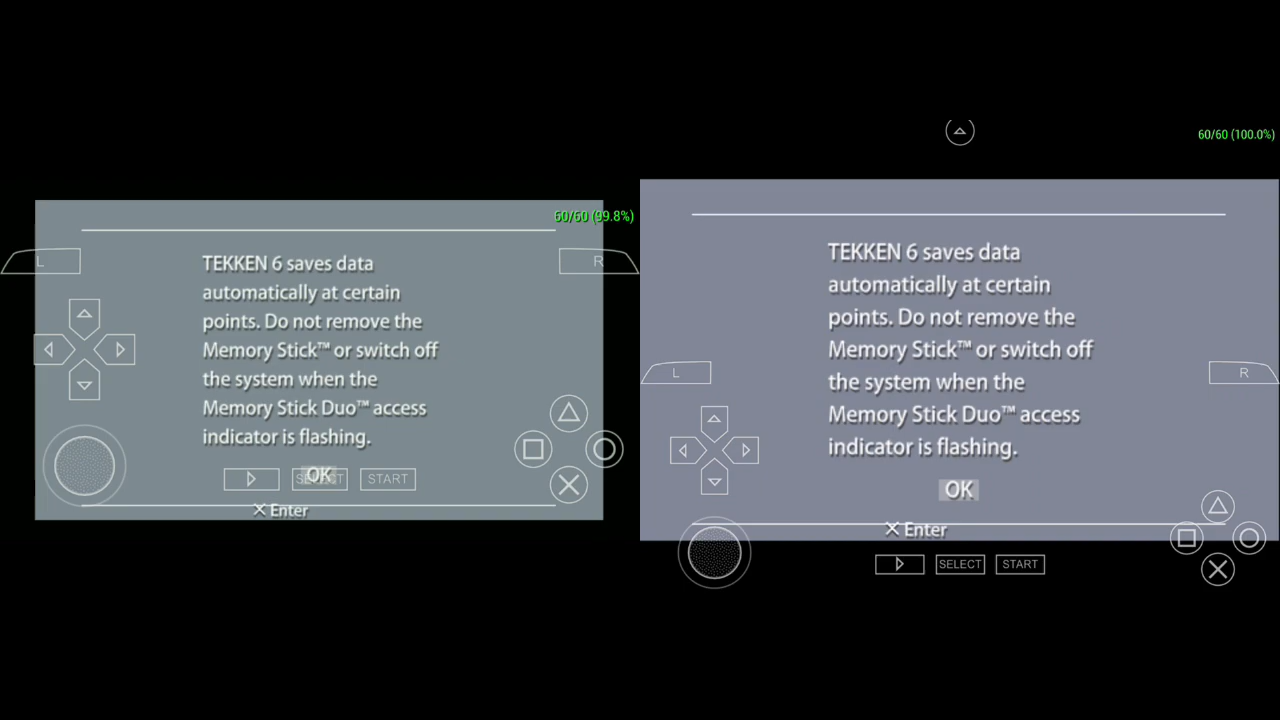 60/60 (99.8%)
L
R
TEKKEN 6 saves data
automatically at certain
points. Do not remove the
Memory Stick™ or switch off
the system when the
Memory Stick Duo™ access
indicator is flashing.
OK
SELECT
START
Enter
60/60 (100.0%)
TEKKEN 6 saves data
automatically at certain
points. Do not remove the
Memory Stick™ or switch off
the system when the
Memory Stick Duo™ access
indicator is flashing.
L
R
OK
Enter
SELECT
START